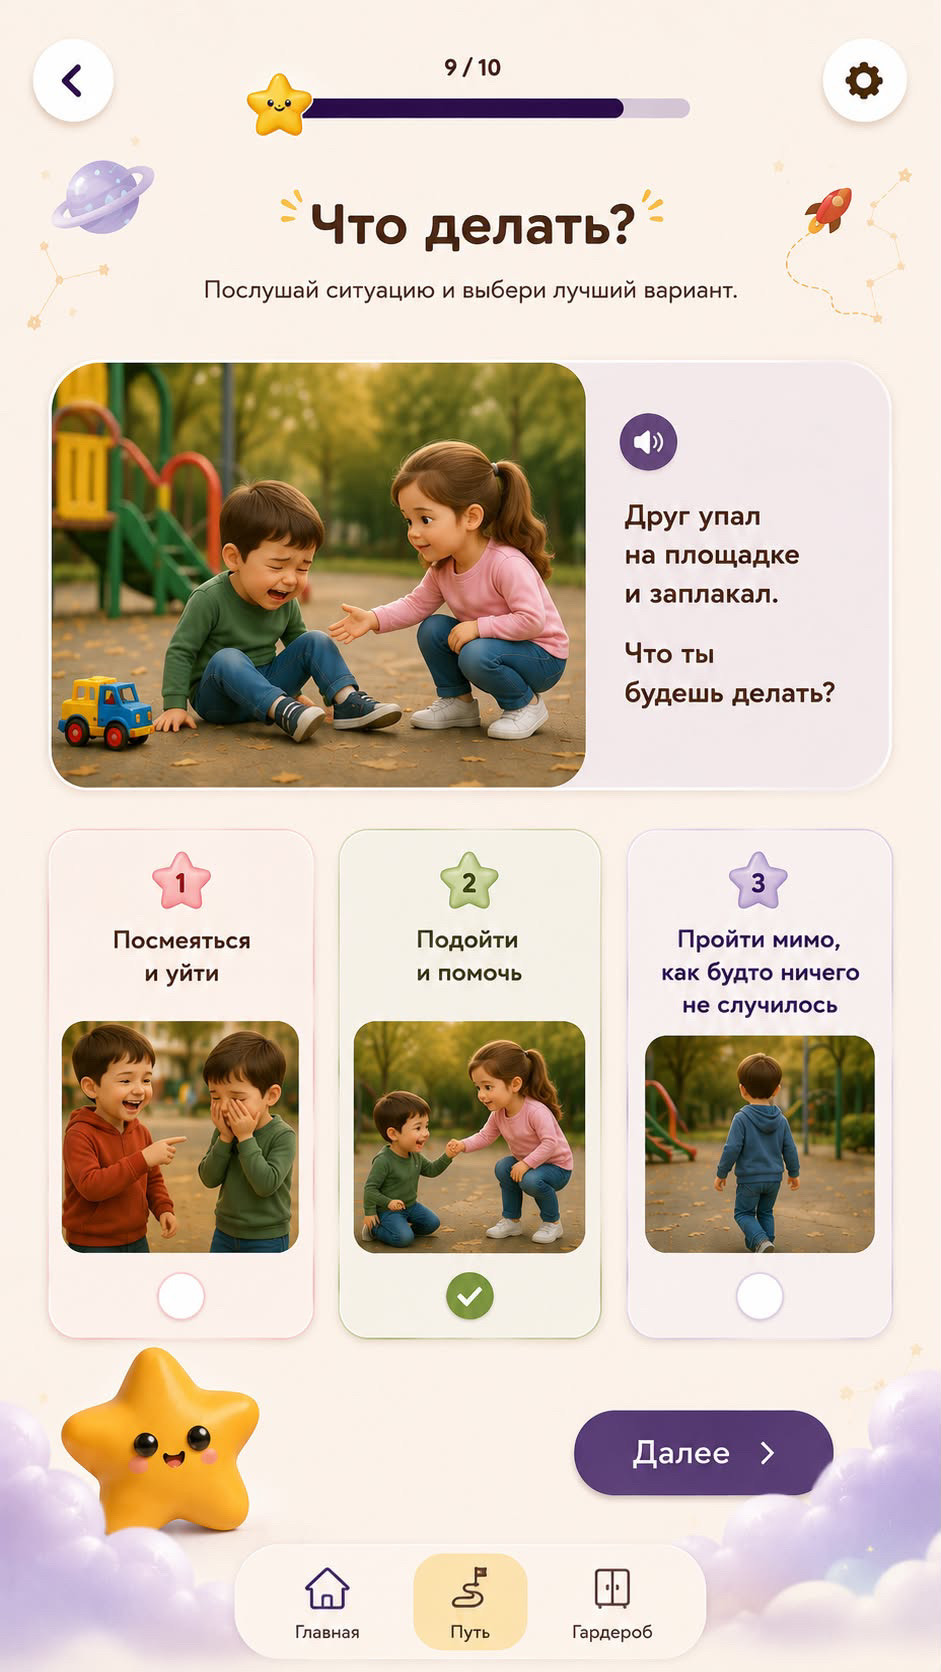 9 / 10
Что делать?
Послушай ситуацию и выбери лучший вариант.
Друг упал
на площадке
и заплакал.
Что ты
будешь делать?
1
Посмеяться
и уйти
2
Подойти
и помочь
3
Пройти мимо,
как будто ничего
не случилось
Далее
Главная
Путь
Гардероб